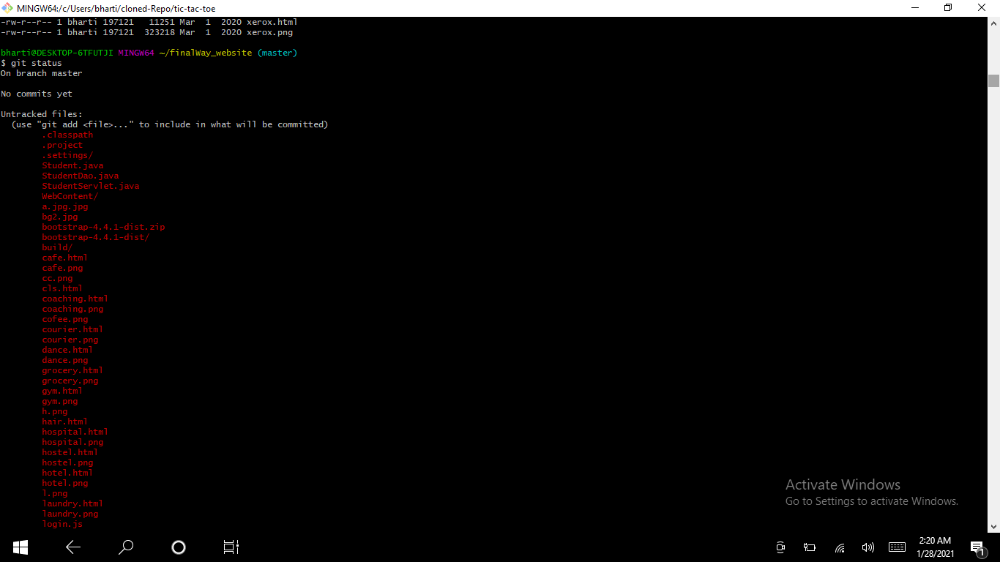 MINGW64:/c/Users/bharti/cloned-Repo/tic-tac-toe
-rw-r--r-- 1 bharti 197121   11251 Mar  1  2020 xerox.html
-rw-r--r-- 1 bharti 197121  323218 Mar  1  2020 xerox.png
bharti@DESKTOP-6TFUTJI MINGW64 ~/finalWay_website (master)
$ git status
On branch master
No commits yet
Untracked files:
  (use "git add <file>..." to include in what will be committed)
        .classpath
        .project
        .settings/
        Student.java
        StudentDao.java
        StudentServlet.java
        WebContent/
        a.jpg.jpg
        bg2.jpg
        bootstrap-4.4.1-dist.zip
        bootstrap-4.4.1-dist/
        build/
        cafe.html
        cafe.png
        cc.png
        cls.html
        coaching.html
        coaching.png
        cofee.png
        courier.html
        courier.png
        dance.html
        dance.png
        grocery.html
        grocery.png
        gym.html
        gym.png
        h.png
        hair.html
        hospital.html
        hospital.png
        hostel.html
        hostel.png
        hotel.html
        hotel.png
        l.png
        laundry.html
        laundry.png
        login.js
Activate Windows
Go to Settings to activate Windows.
2:20 AM
1/28/2021
1